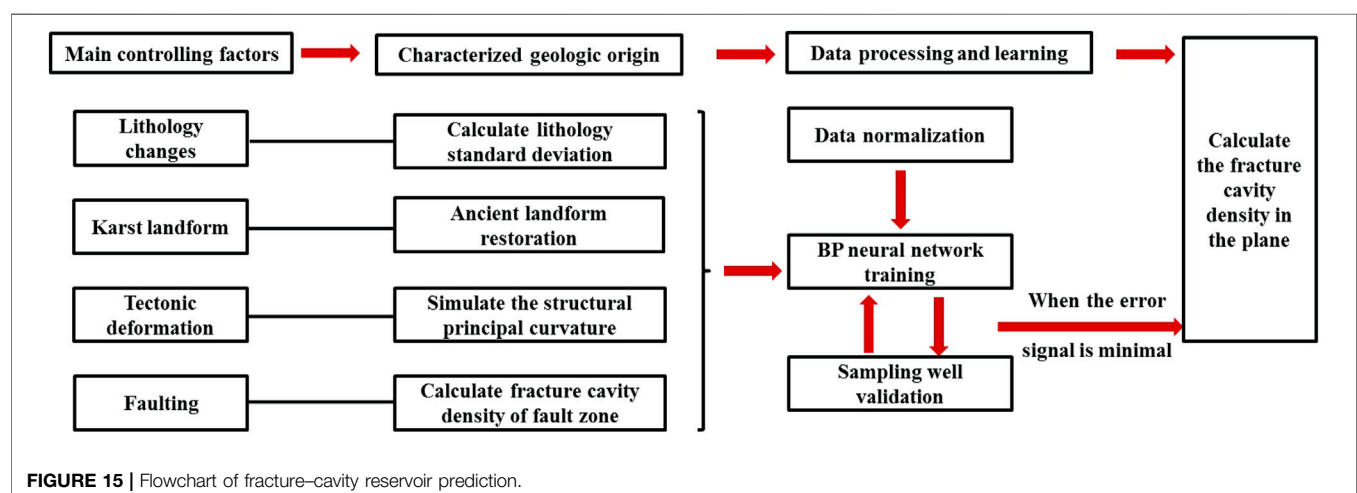 Main controlling factors
Characterized geologic origin
Data processing and learning
Calculate
the fracture
cavity
density in
the plane
Lithology
changes
Calculate lithology
standard deviation
Karst landform
Ancient landform
restoration
Tectonic
deformation
Simulate the structural
principal curvature
Faulting
Calculate fracture cavity
density of fault zone
Data normalization
BP neural network
training
Sampling well
validation
When the error
signal is minimal
FIGURE 15 | Flowchart of fracture–cavity reservoir prediction.